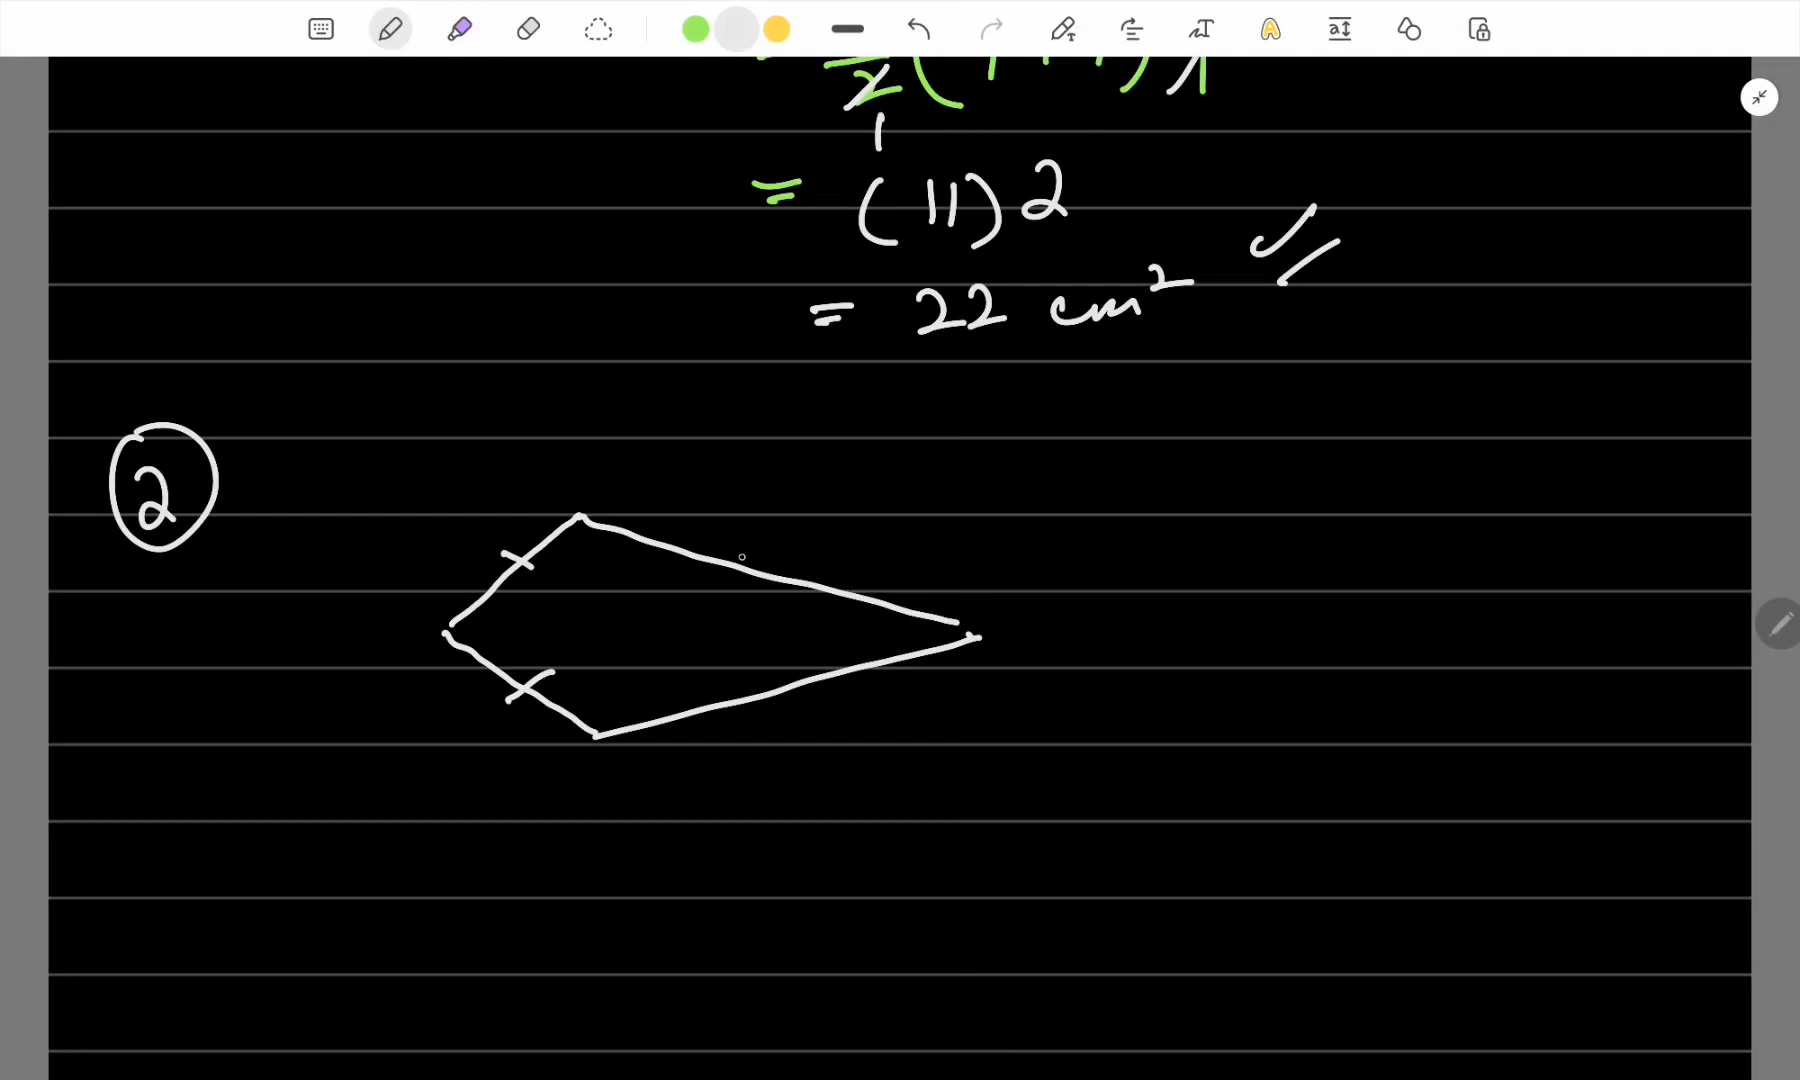 = (11) 2
= 22 cm²
2